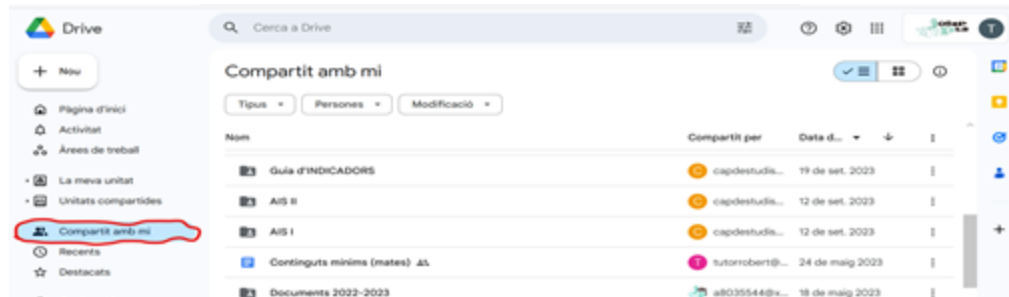 Drive
Cerca a Drive
T
Nou
Compartit amb mi
Tipus
Persones
Modificació
Pàgina d'inici
Activitat
Àrees de treball
La meva unitat
Unitats compartides
Compartit amb mi
Recents
Destacats
Nom
Compartit per
Data d...
Guia d'INDICADORS
C
capdestudis...
19 de set. 2023
AIS II
C
capdestudis...
12 de set. 2023
AIS I
C
capdestudis...
12 de set. 2023
Continguts mínims (mates)
T
tutorrobert@...
24 de maig 2023
Documents 2022-2023
a8035544@x...
18 de maig 2023